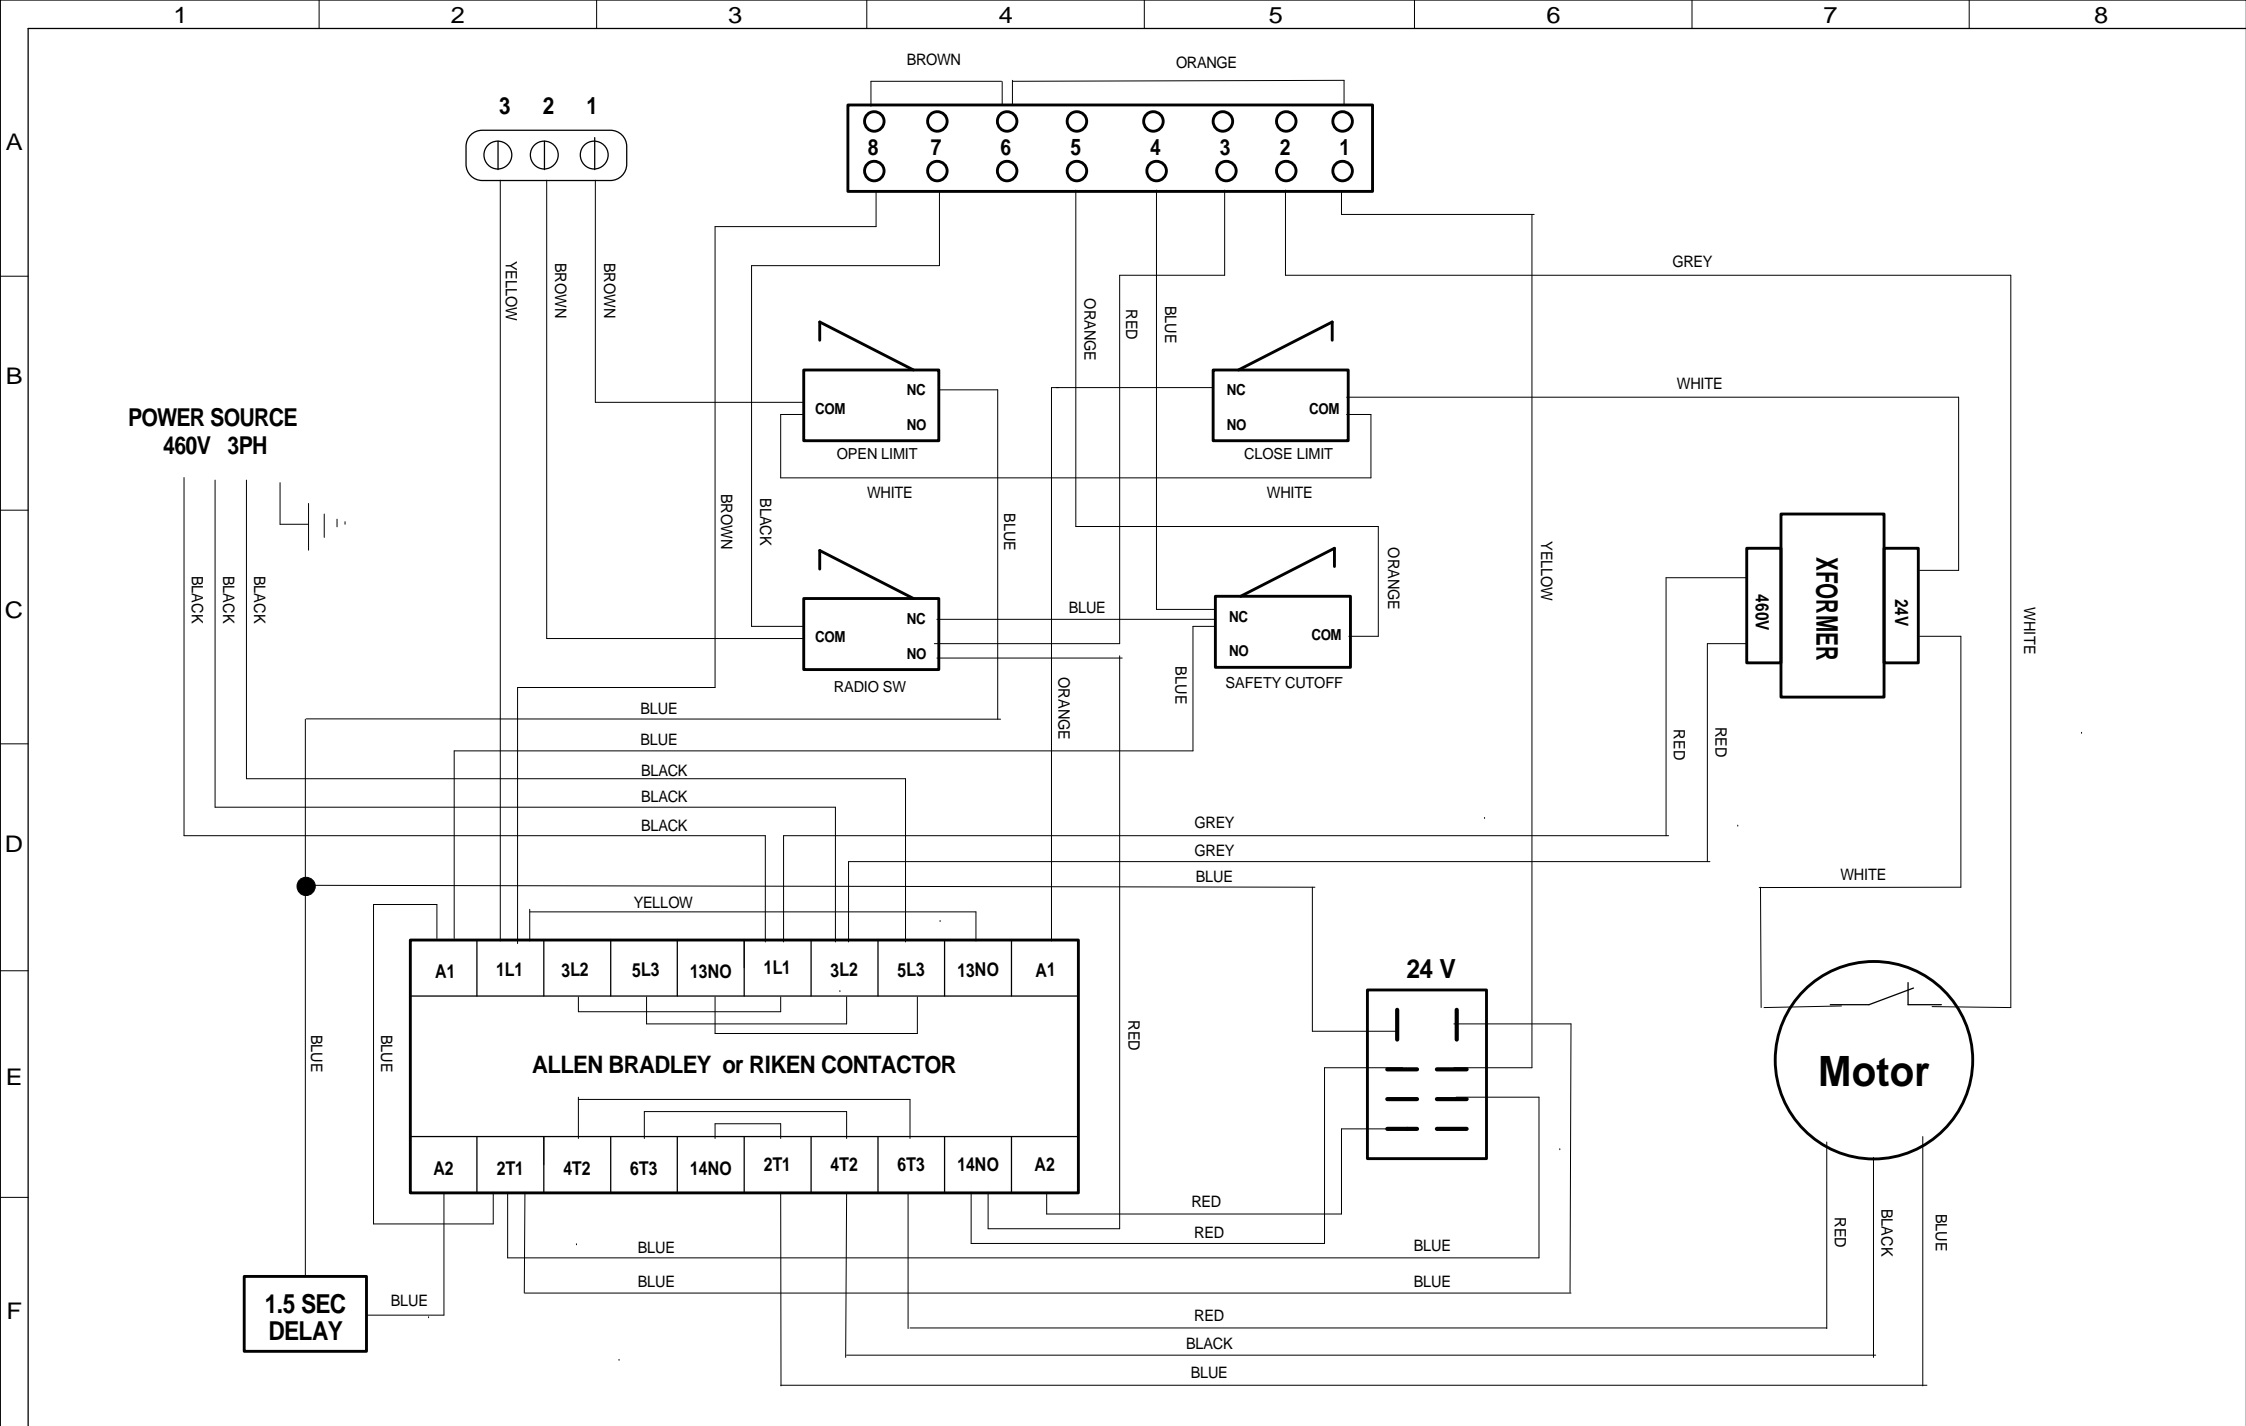 1 2 3 4 5 6 7 8
BROWN
ORANGE
3 2 1
A
8 7 6 5 4 3 2 1
GREY
YELLOW
BROWN
BROWN
ORANGE
RED
BLUE
B
NC
COM
NO
OPEN LIMIT
NC
COM
NO
CLOSE LIMIT
WHITE
POWER SOURCE
460V 3PH
WHITE
WHITE
BROWN
BLACK
BLUE
BLACK
BLACK
BLACK
ORANGE
YELLOW
C
NC
COM
NO
RADIO SW
BLUE
NC
COM
NO
SAFETY CUTOFF
460V
XFORMER
24V
WHITE
BLUE
ORANGE
BLUE
BLUE
RED
RED
BLACK
BLACK
BLACK
D
GREY
GREY
BLUE
WHITE
YELLOW
A1 1L1 3L2 5L3 13NO 1L1 3L2 5L3 13NO A1
24 V
BLUE
BLUE
RED
E
ALLEN BRADLEY or RIKEN CONTACTOR
Motor
A2 2T1 4T2 6T3 14NO 2T1 4T2 6T3 14NO A2
RED
RED
RED
BLACK
BLUE
BLUE
BLUE
BLUE
BLUE
F
1.5 SEC
DELAY
BLUE
RED
BLACK
BLUE